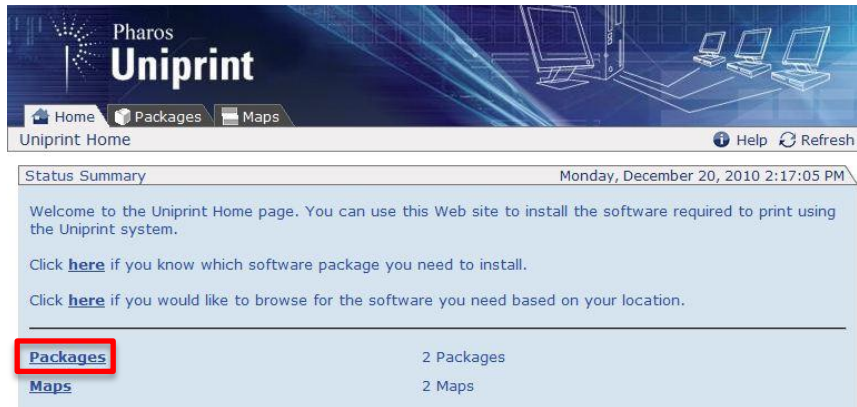 Pharos
Uniprint
Home Packages Maps
Uniprint Home Help Refresh
Status Summary Monday, December 20, 2010 2:17:05 PM
Welcome to the Uniprint Home page. You can use this Web site to install the software required to print using
the Uniprint system.
Click here if you know which software package you need to install.
Click here if you would like to browse for the software you need based on your location.
Packages 2 Packages
Maps 2 Maps